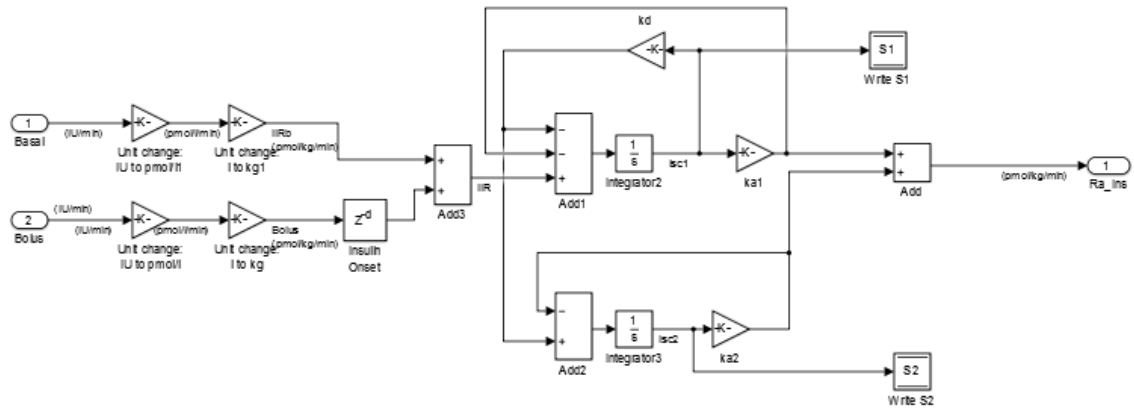 kd
-K-
S1
Write S1
1
Basal
(IU/min)
-K-
Unit change:
IU to pmol/l1
(pmol/l/min)
-K-
Unit change:
l to kg1
IIRb
(pmol/kg/min)
+
+
Add3
IIR
−
−
+
Add1
1
s
Integrator2
Isc1
-K-
ka1
+
+
Add
(pmol/kg/min)
1
Ra_Ins
2
Bolus
(IU/min)
(IU/min)
-K-
Unit change:
IU to pmol/l
(pmol/l/min)
-K-
Unit change:
l to kg
Bolus
(pmol/kg/min)
Z-d
Insulin
Onset
−
+
Add2
1
s
Integrator3
Isc2
-K-
ka2
S2
Write S2